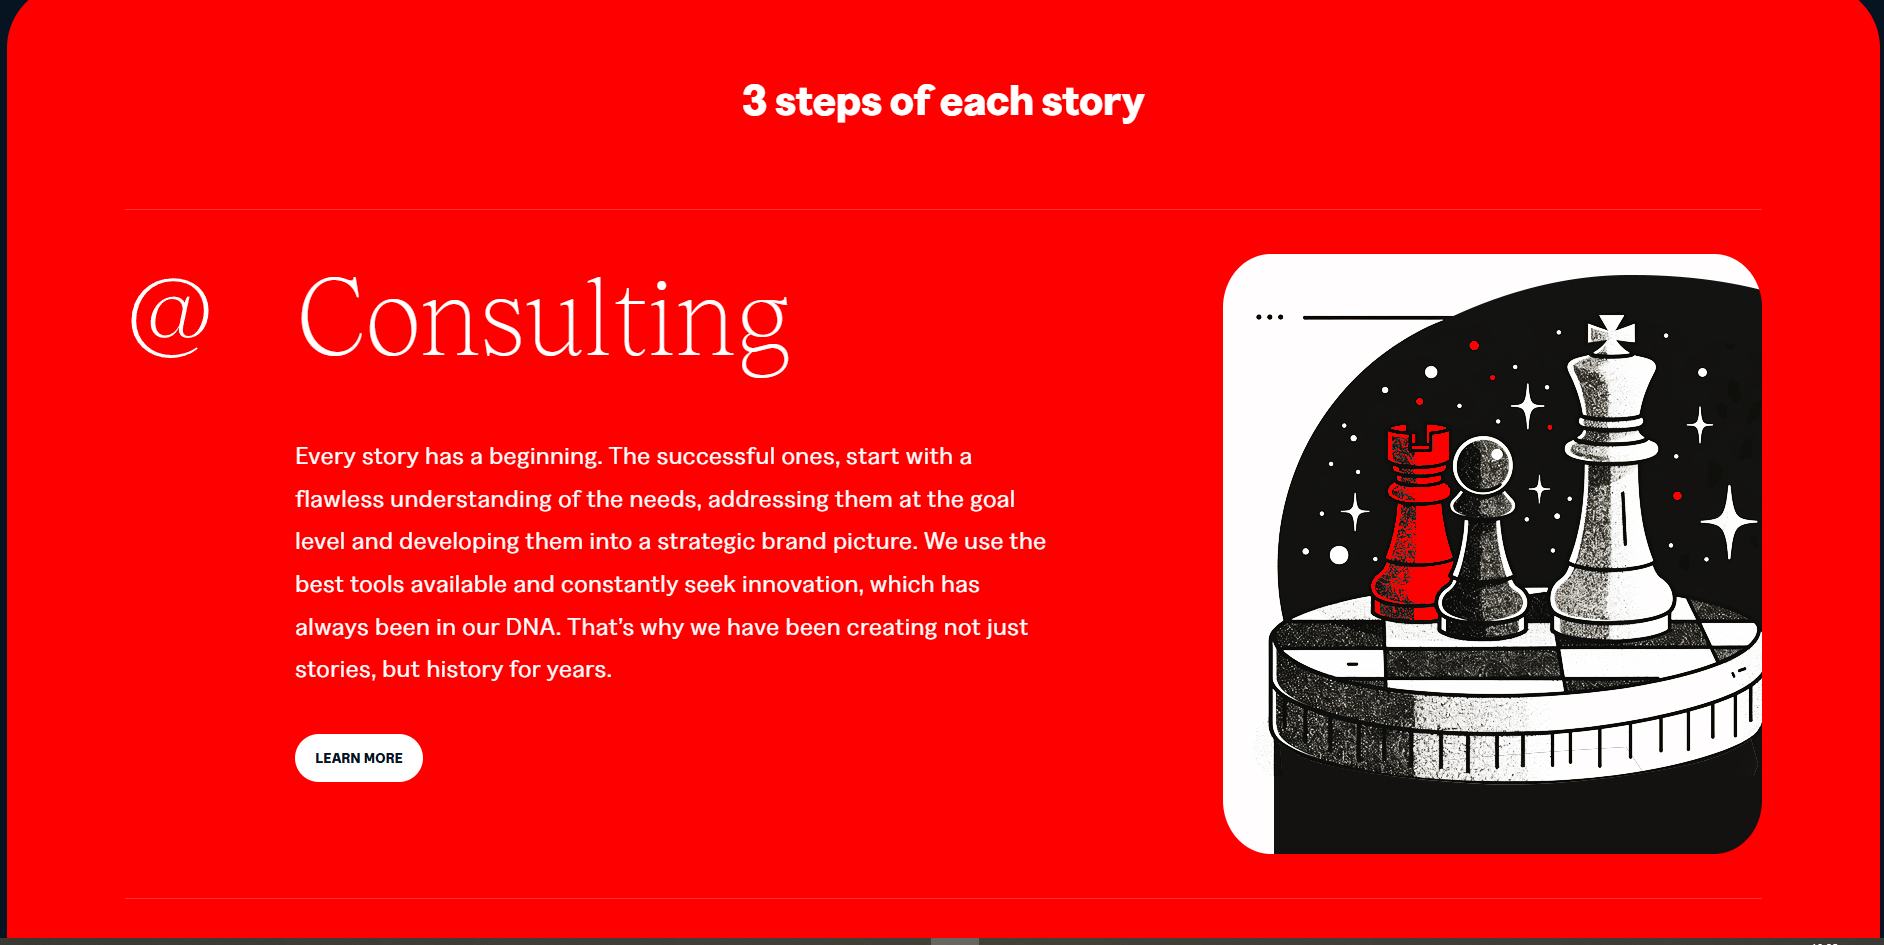 3 steps of each story
@ Consulting
Every story has a beginning. The successful ones, start with a
flawless understanding of the needs, addressing them at the goal
level and developing them into a strategic brand picture. We use the
best tools available and constantly seek innovation, which has
always been in our DNA. That’s why we have been creating not just
stories, but history for years.
LEARN MORE